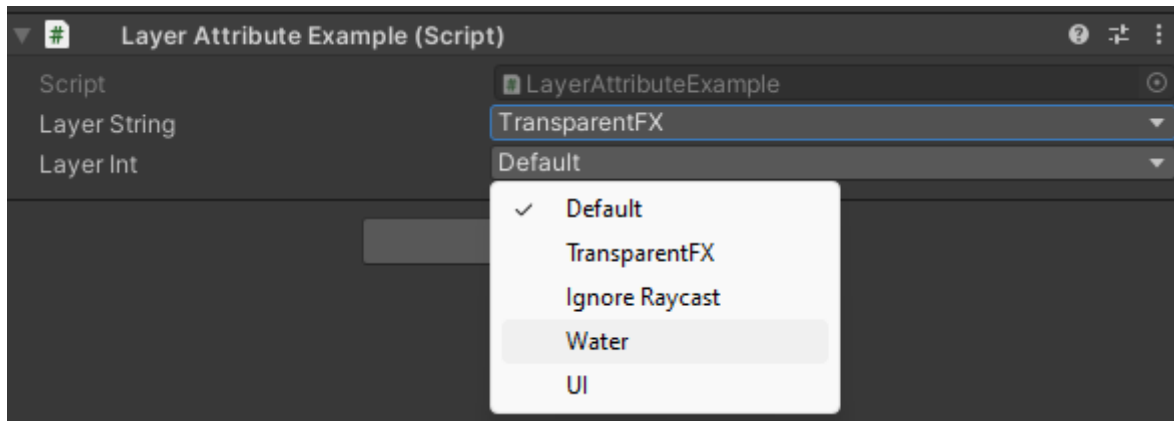 # Layer Attribute Example (Script)
Script # LayerAttributeExample
Layer String TransparentFX
Layer Int Default
✓ Default
TransparentFX
Ignore Raycast
Water
UI